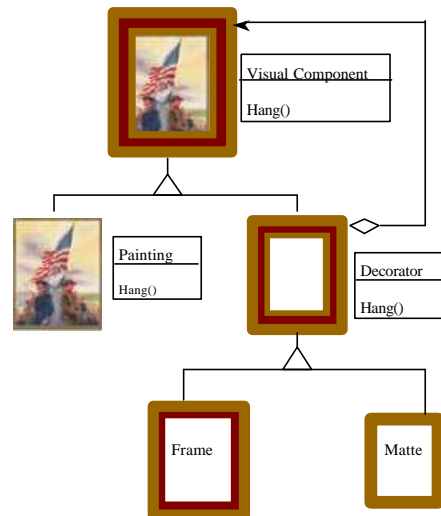 Visual Component
Hang()
Painting
Hang()
Decorator
Hang()
Frame
Matte